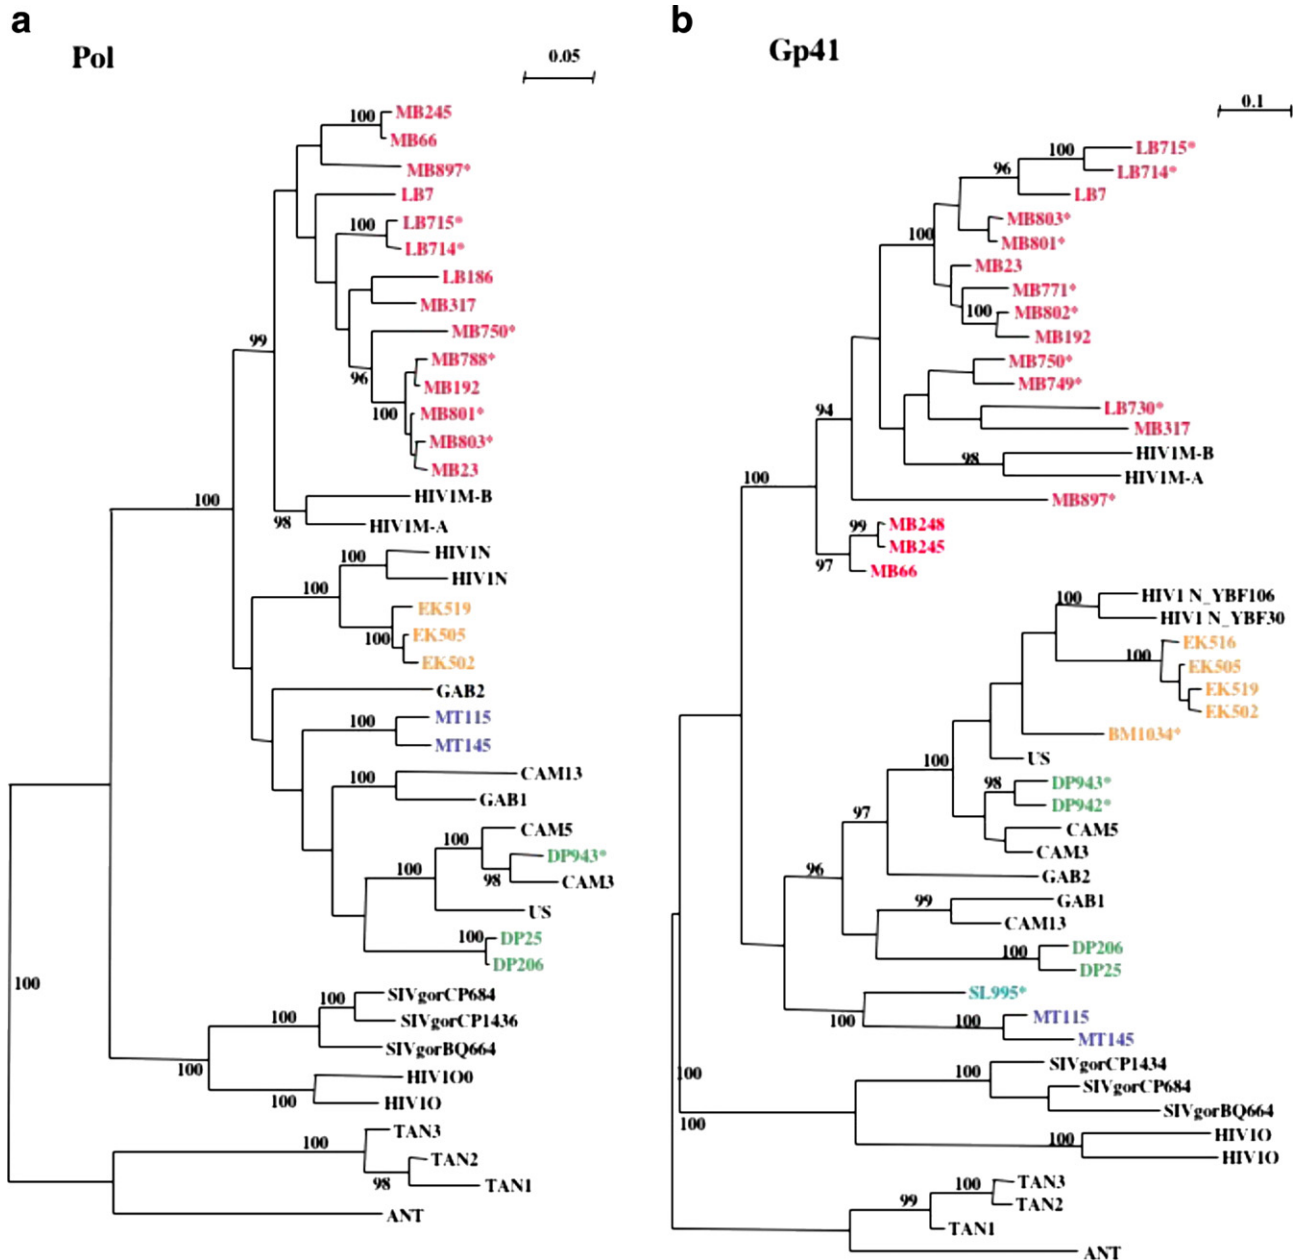 a
Pol
0.05
100
MB245
MB66
MB897*
LB7
100
LB715*
LB714*
LB186
MB317
MB750*
99
96
MB788*
MB192
100
MB801*
MB803*
MB23
HIV1M-B
98
HIV1M-A
100
100
HIV1N
HIV1N
100
EK519
100
EK505
EK502
GAB2
100
MT115
MT145
100
CAM13
GAB1
100
CAM5
DP943*
100
98
CAM3
US
100
DP25
DP206
100
100
SIVgorCP684
100
SIVgorCP1436
SIVgorBQ664
100
HIV1O0
100
HIV1O
100
TAN3
TAN2
98
TAN1
ANT
b
Gp41
0.1
100
LB715*
96
LB714*
LB7
MB803*
100
MB801*
MB23
MB771*
100
MB802*
MB192
MB750*
MB749*
94
LB730*
MB317
98
HIV1M-B
HIV1M-A
100
MB897*
99
MB248
MB245
97
MB66
100
HIV1 N_YBF106
HIV1 N_YBF30
EK516
100
EK505
EK519
EK502
BM1034*
100
US
98
DP943*
DP942*
97
CAM5
CAM3
96
GAB2
99
GAB1
CAM13
100
DP206
DP25
SL995*
100
100
MT115
MT145
100
100
SIVgorCP1434
SIVgorCP684
100
SIVgorBQ664
100
HIV1O
HIV1O
100
TAN3
99
TAN2
TAN1
ANT